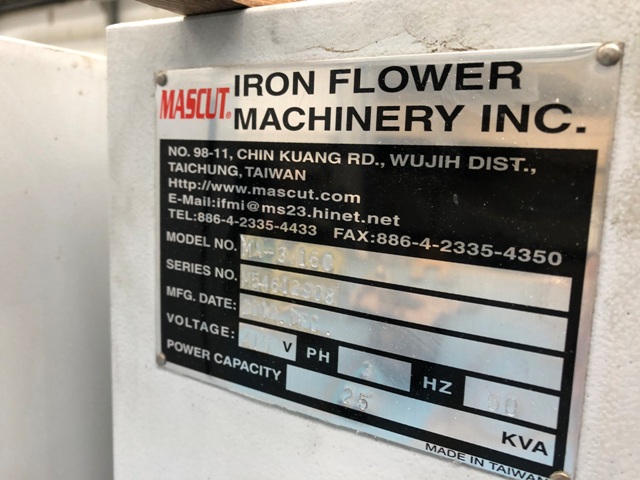 MASCUT®
IRON FLOWER
MACHINERY INC.
NO. 98-11, CHIN KUANG RD., WUJIH DIST.,
TAICHUNG, TAIWAN
Http://www.mascut.com
E-Mail:ifmi@ms23.hinet.net
TEL:886-4-2335-4433 FAX:886-4-2335-4350
MODEL NO.
SERIES NO.
MFG. DATE:
VOLTAGE: V PH 3 HZ 50
POWER CAPACITY 25 KVA
MADE IN TAIWAN